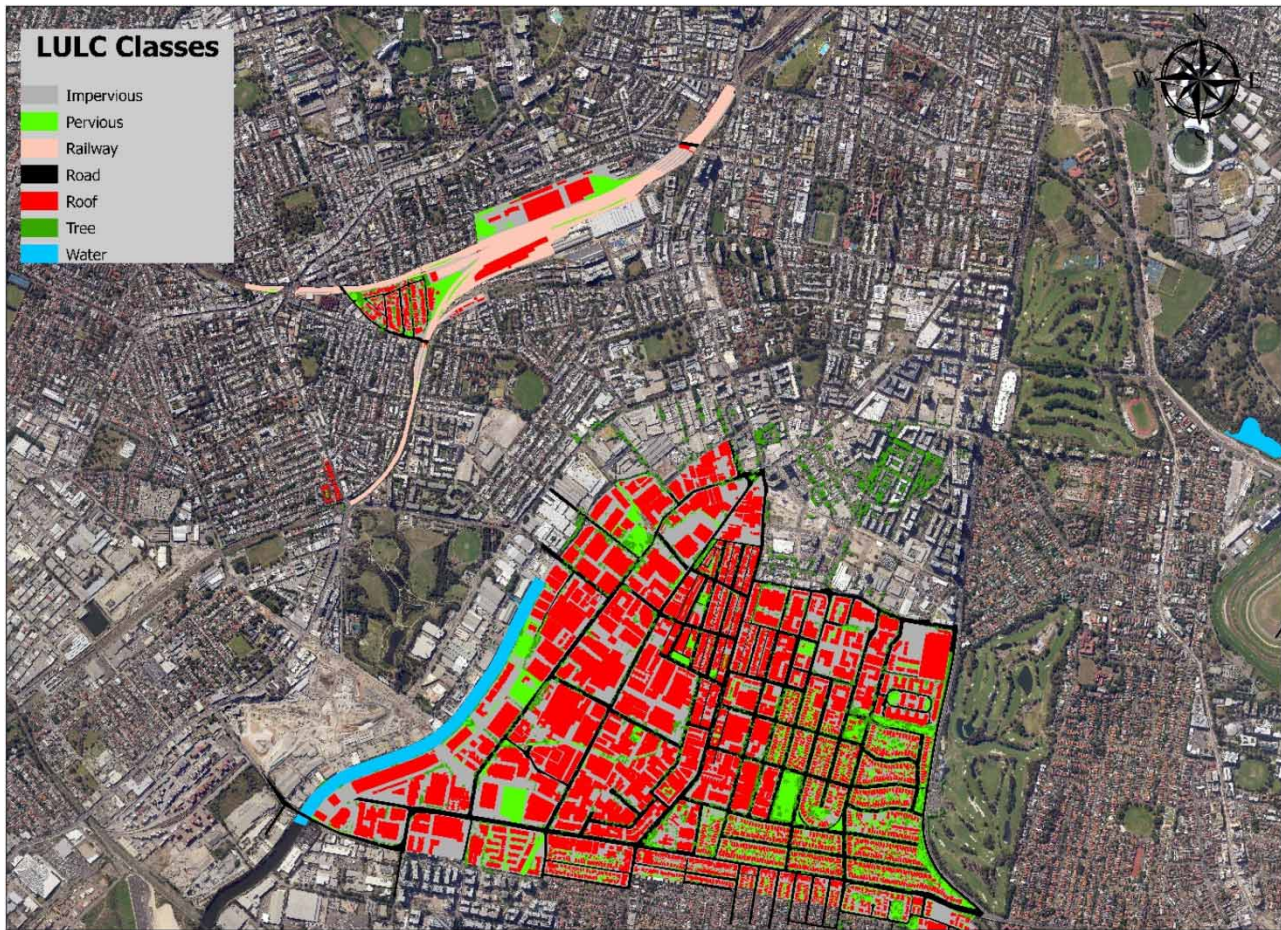 LULC Classes
Impervious
Pervious
Railway
Road
Roof
Tree
Water
N
W E
S